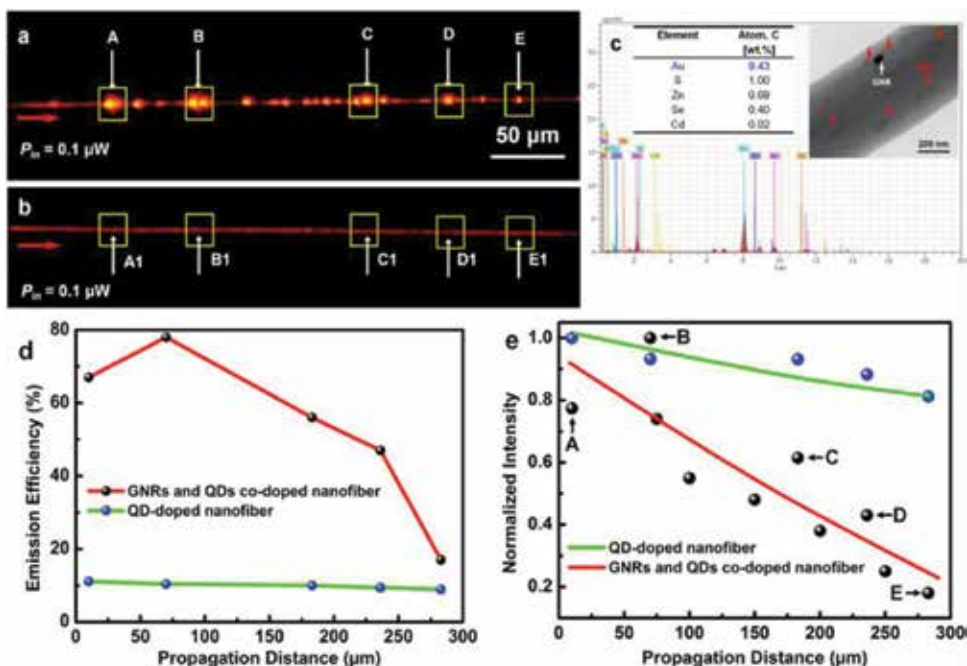 a
A B C D E
P_in = 0.1 µW
50 µm
b
A1 B1 C1 D1 E1
P_in = 0.1 µW
c
Element Atom. C
[wt.%]
Au 9.43
S 1.00
Zn 0.09
Se 0.40
Cd 0.02
GNR
200 nm
d
Emission Efficiency (%)
80
60
40
20
0
GNRs and QDs co-doped nanofiber
QD-doped nanofiber
0 50 100 150 200 250 300
Propagation Distance (µm)
e
Normalized Intensity
1.0
0.8
0.6
0.4
0.2
B
A
C
D
E
QD-doped nanofiber
GNRs and QDs co-doped nanofiber
0 50 100 150 200 250 300
Propagation Distance (µm)